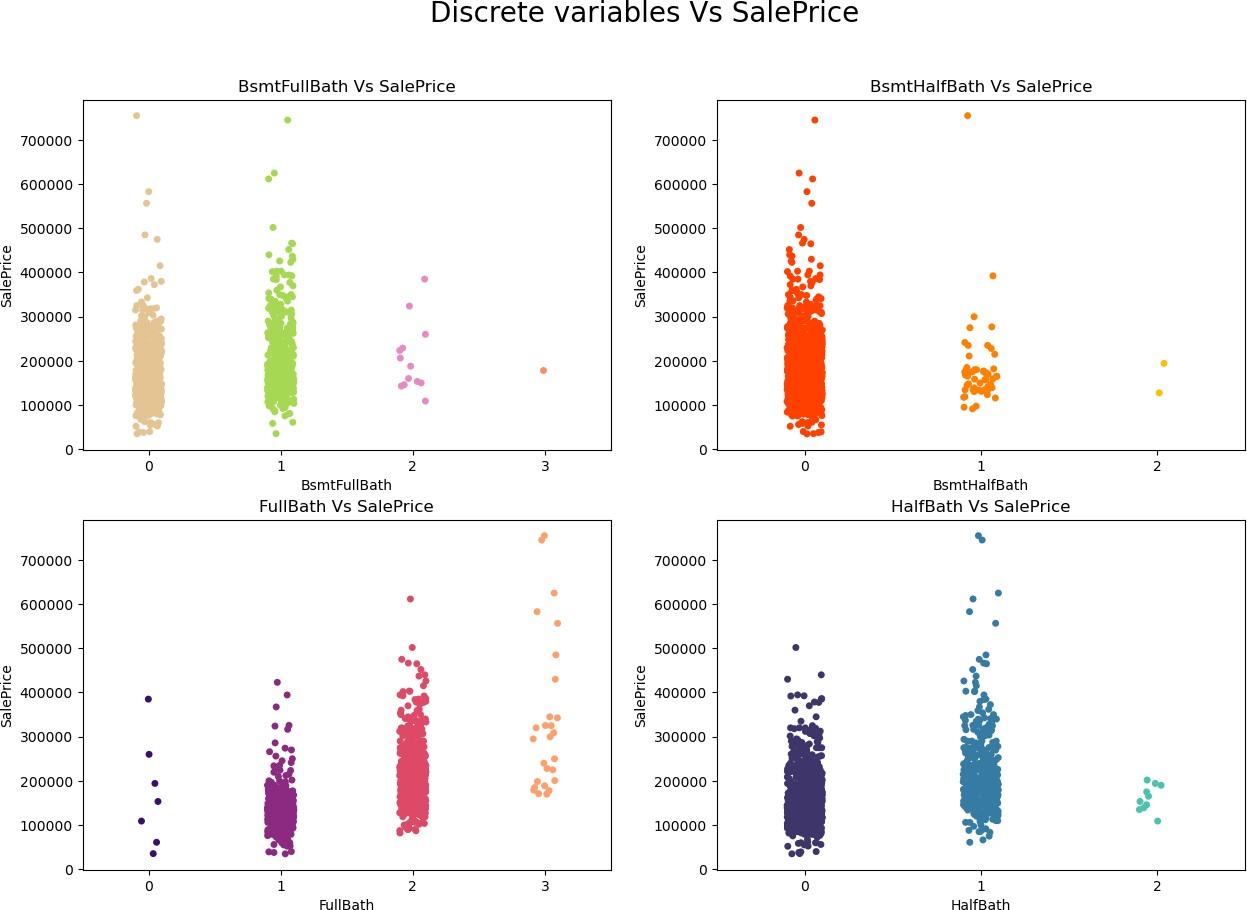 Discrete variables Vs SalePrice
BsmtFullBath Vs SalePrice
SalePrice
700000
600000
500000
400000
300000
200000
100000
0
0 1 2 3
BsmtFullBath
BsmtHalfBath Vs SalePrice
SalePrice
700000
600000
500000
400000
300000
200000
100000
0
0 1 2
BsmtHalfBath
FullBath Vs SalePrice
SalePrice
700000
600000
500000
400000
300000
200000
100000
0
0 1 2 3
FullBath
HalfBath Vs SalePrice
SalePrice
700000
600000
500000
400000
300000
200000
100000
0
0 1 2
HalfBath